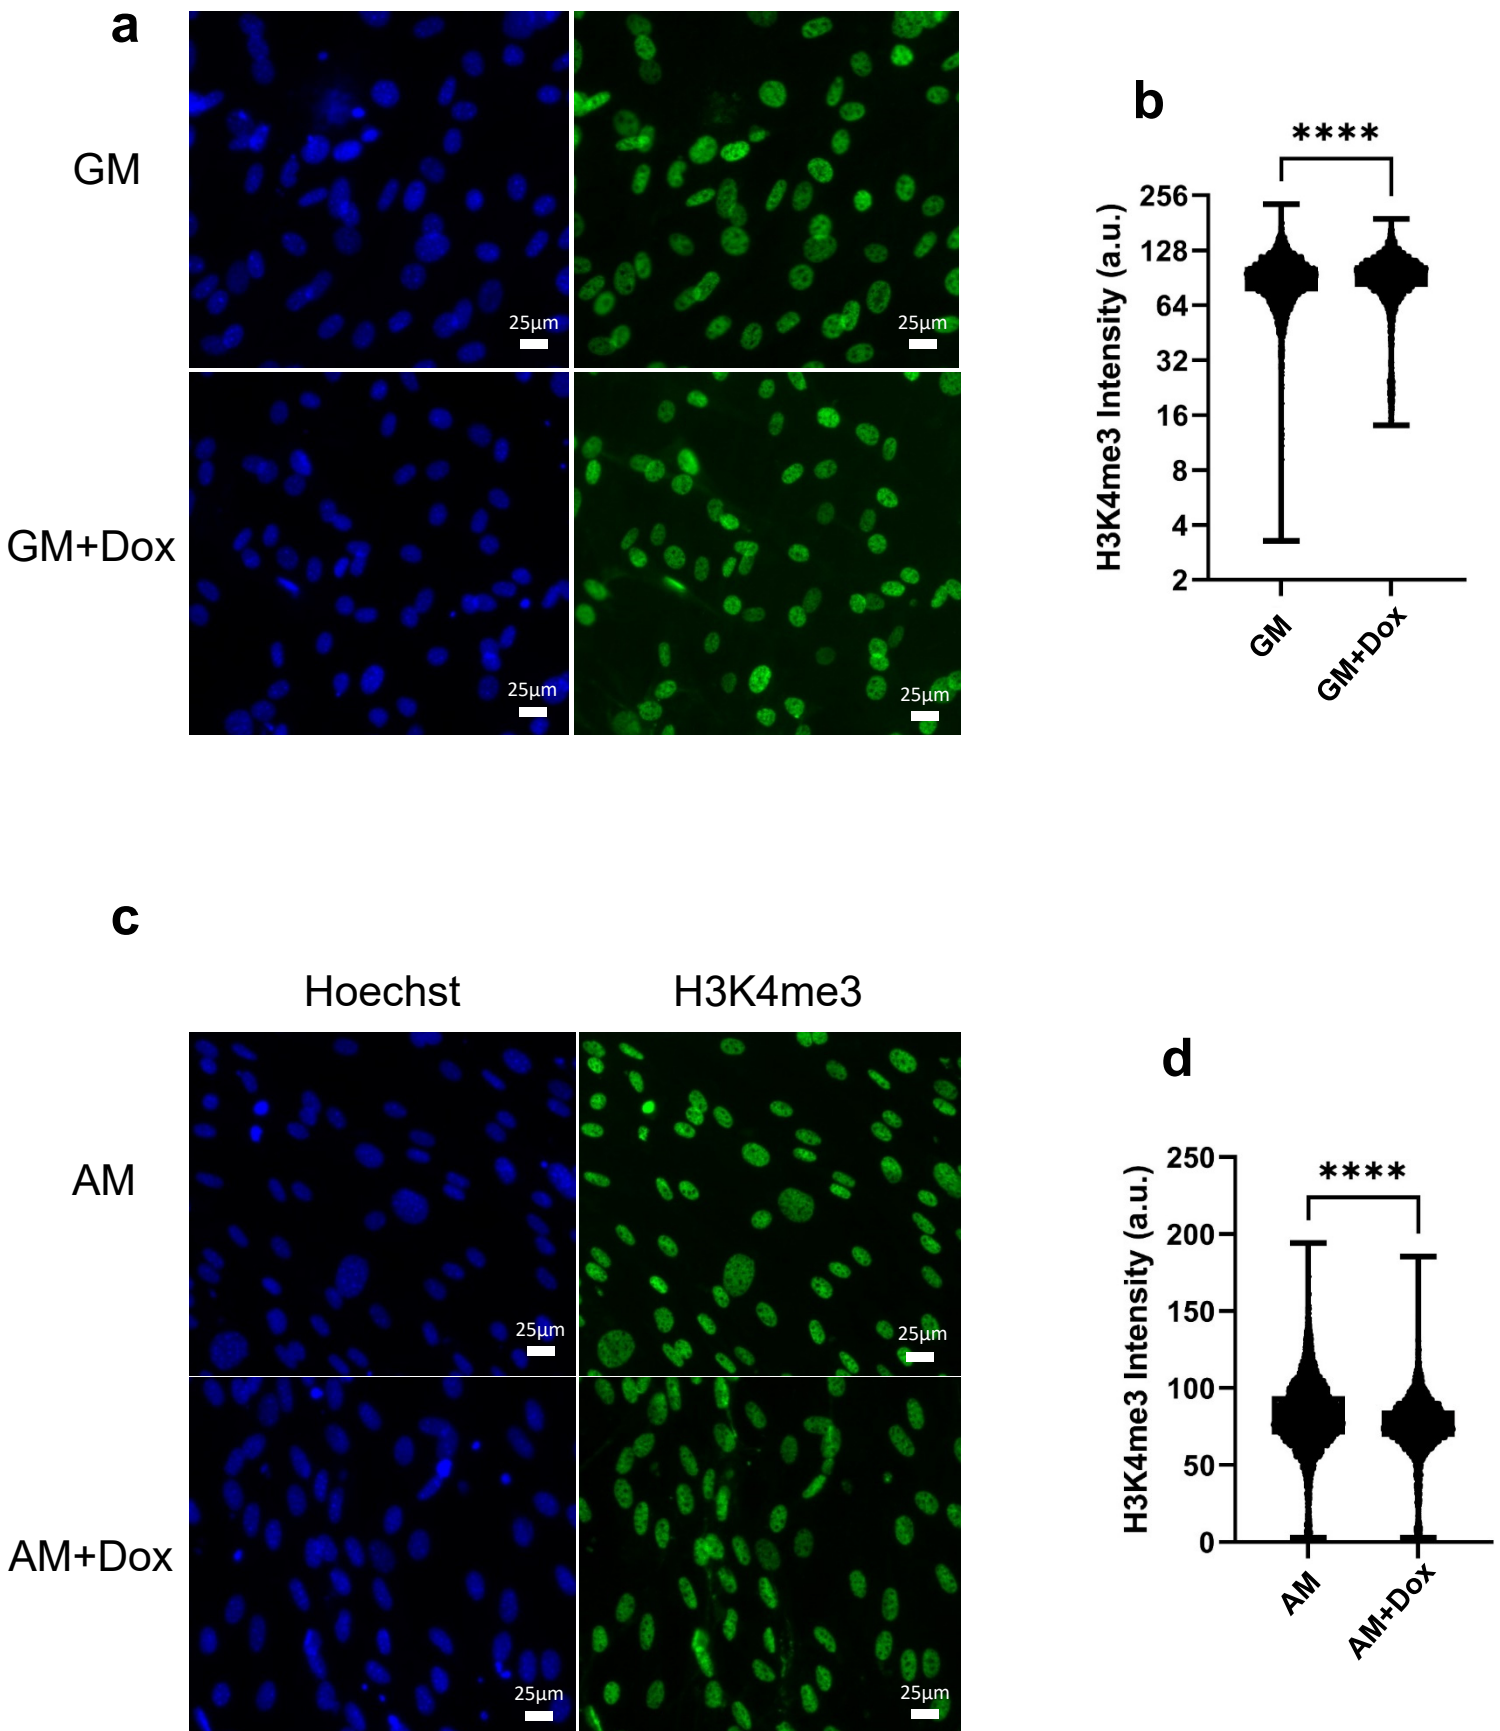 a
GM
25µm
25µm
GM+Dox
25µm
25µm
b
****
H3K4me3 Intensity (a.u.)
256
128
64
32
16
8
4
2
GM
GM+Dox
c
Hoechst
H3K4me3
AM
25µm
25µm
AM+Dox
25µm
25µm
d
****
H3K4me3 Intensity (a.u.)
250
200
150
100
50
0
AM
AM+Dox